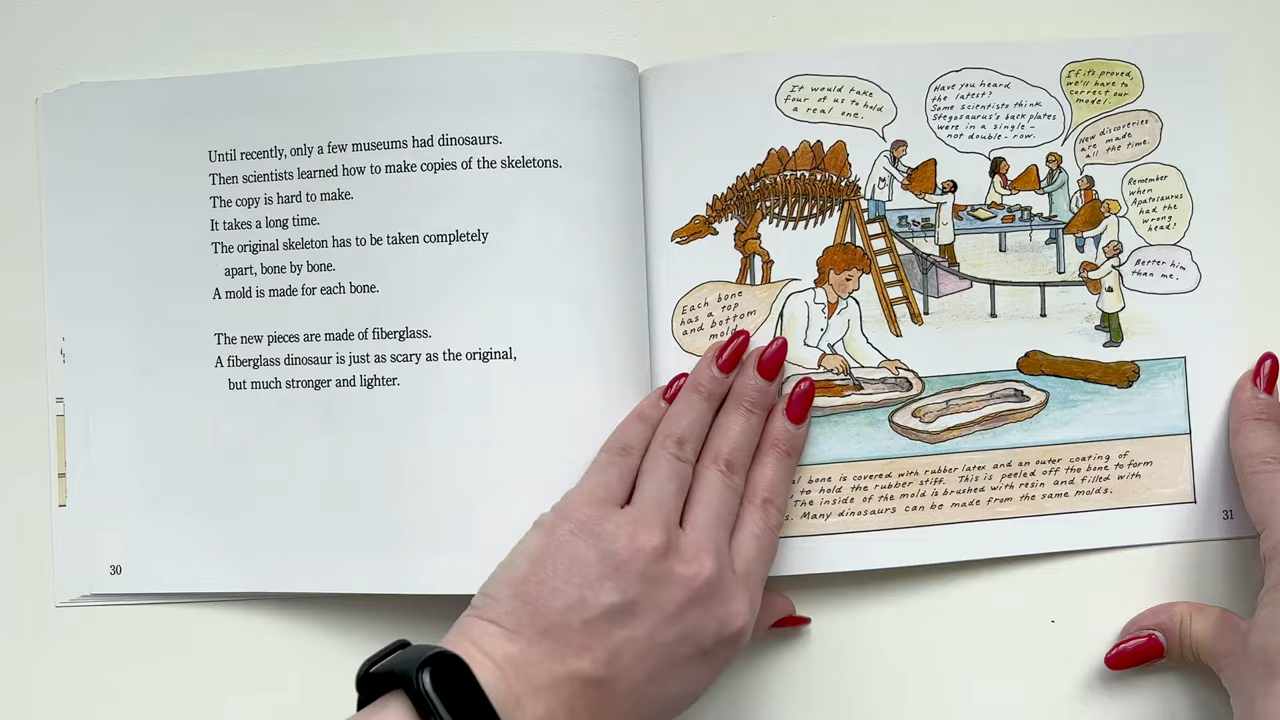 Until recently, only a few museums had dinosaurs.
Then scientists learned how to make copies of the skeletons.
The copy is hard to make.
It takes a long time.
The original skeleton has to be taken completely
apart, bone by bone.
A mold is made for each bone.
The new pieces are made of fiberglass.
A fiberglass dinosaur is just as scary as the original,
but much stronger and lighter.
30
It would take
four of us to hold
a real one.
Have you heard
the latest?
Some scientists think
Stegosaurus's back plates
were in a single–
not double-row.
If it's proved,
we'll have to
correct our
model.
New discoveries
are made
all the time.
Remember
when
Apatosaurus
had the
wrong
head?
Better him
than me.
Each bone
has a top
and bottom
mold.
bone is covered with rubber latex and an outer coating of
, to hold the rubber stiff. This is peeled off the bone to form
The inside of the mold is brushed with resin and filled with
Many dinosaurs can be made from the same molds.
31